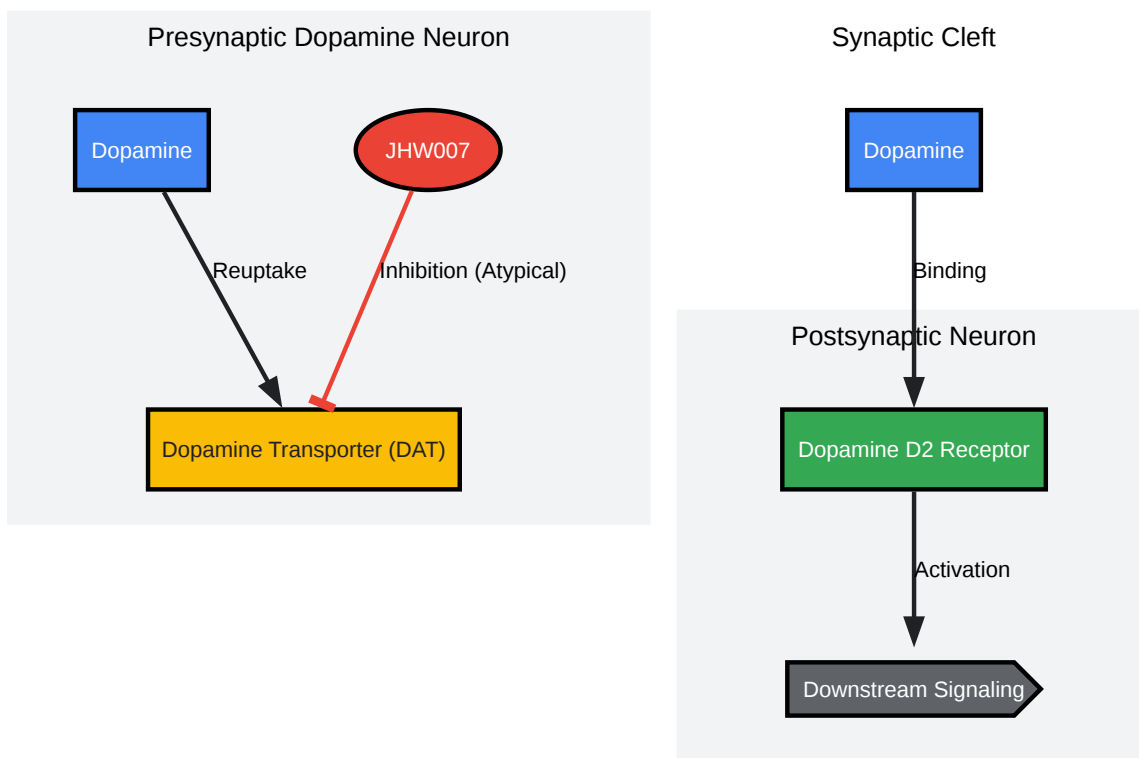 Presynaptic Dopamine Neuron
Dopamine
JHW007
Reuptake
Inhibition (Atypical)
Dopamine Transporter (DAT)
Synaptic Cleft
Dopamine
Binding
Postsynaptic Neuron
Dopamine D2 Receptor
Activation
Downstream Signaling